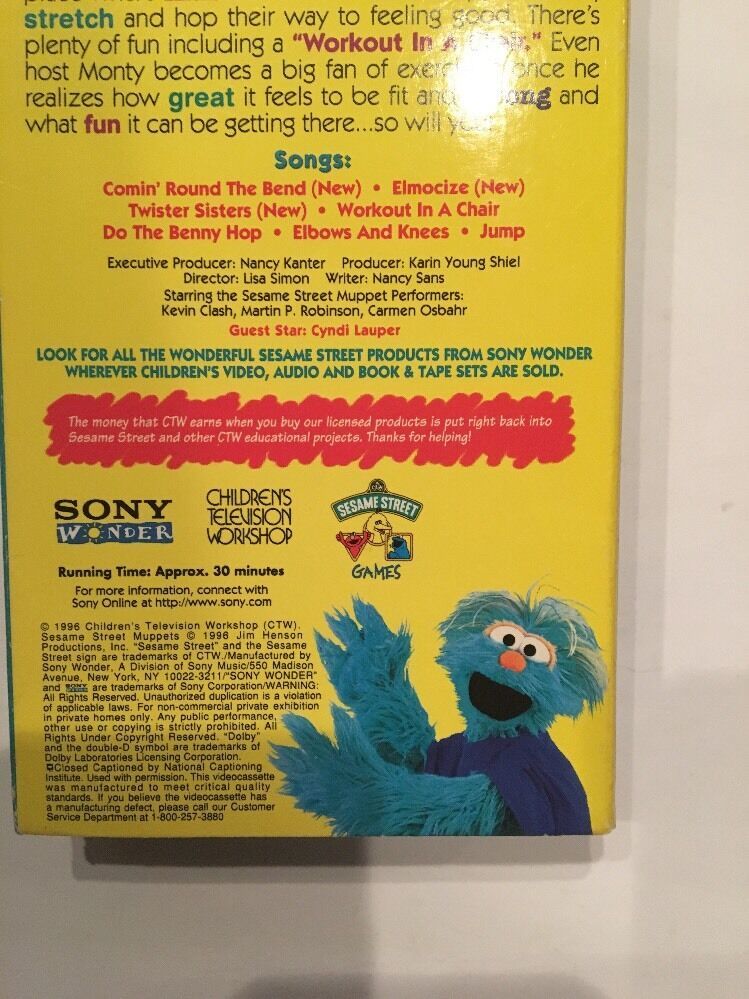 stretch and hop their way to feeling good. There's
plenty of fun including a "Workout In A Chair." Even
host Monty becomes a big fan of once he
realizes how great it feels to be fit and and
what fun it can be getting there...so will
Songs:
Comin' Round The Bend (New) • Elmocize (New)
Twister Sisters (New) • Workout In A Chair
Do The Benny Hop • Elbows And Knees • Jump
Executive Producer: Nancy Kanter Producer: Karin Young Shiel
Director: Lisa Simon Writer: Nancy Sans
Starring the Sesame Street Muppet Performers:
Kevin Clash, Martin P. Robinson, Carmen Osbahr
Guest Star: Cyndi Lauper
LOOK FOR ALL THE WONDERFUL SESAME STREET PRODUCTS FROM SONY WONDER
WHEREVER CHILDREN'S VIDEO, AUDIO AND BOOK & TAPE SETS ARE SOLD.
The money that CTW earns when you buy our licensed products is put right back into
Sesame Street and other CTW educational projects. Thanks for helping!
SONY
WONDER
CHILDREN'S
TELEVISION
WORKSHOP
CTW
SESAME STREET
GAMES
Running Time: Approx. 30 minutes
For more information, connect with
Sony Online at http://www.sony.com
© 1996 Children's Television Workshop (CTW).
Sesame Street Muppets © 1996 Jim Henson
Productions, Inc. "Sesame Street" and the Sesame
Street sign are trademarks of CTW./Manufactured by
Sony Wonder, A Division of Sony Music/550 Madison
Avenue, New York, NY 10022-3211/"SONY WONDER"
and SONY WONDER are trademarks of Sony Corporation/WARNING:
All Rights Reserved. Unauthorized duplication is a violation
of applicable laws. For non-commercial private exhibition
in private homes only. Any public performance,
other use or copying is strictly prohibited. All
Rights Under Copyright Reserved. "Dolby"
and the double-D symbol are trademarks of
Dolby Laboratories Licensing Corporation.
Closed Captioned by National Captioning
Institute. Used with permission. This videocassette
was manufactured to meet critical quality
standards. If you believe the videocassette has
a manufacturing defect, please call our Customer
Service Department at 1-800-257-3880